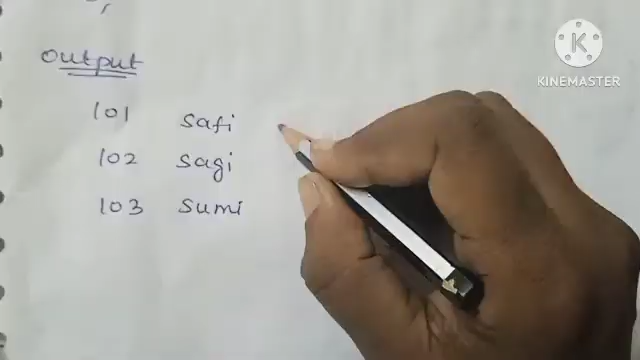 Output
101 Safi
102 Sagi
103 Sumi
K
KINEMASTER